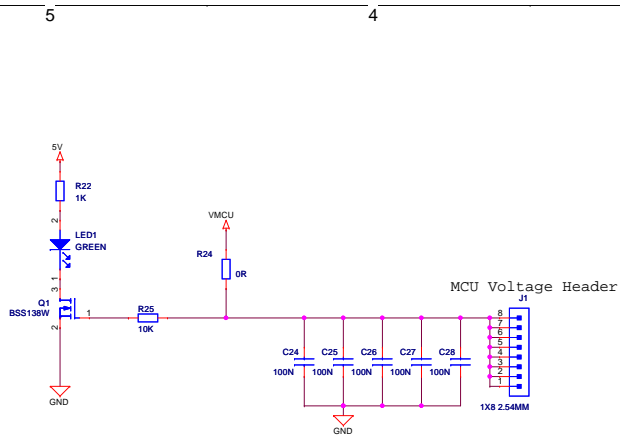 5 4
5V
R22
1K
2
LED1
GREEN
1
3
Q1
BSS138W
1
2
GND
R25
10K
VMCU
R24
0R
C24
100N
C25
100N
C26
100N
C27
100N
C28
100N
GND
MCU Voltage Header
J1
8
7
6
5
4
3
2
1
1X8 2.54MM